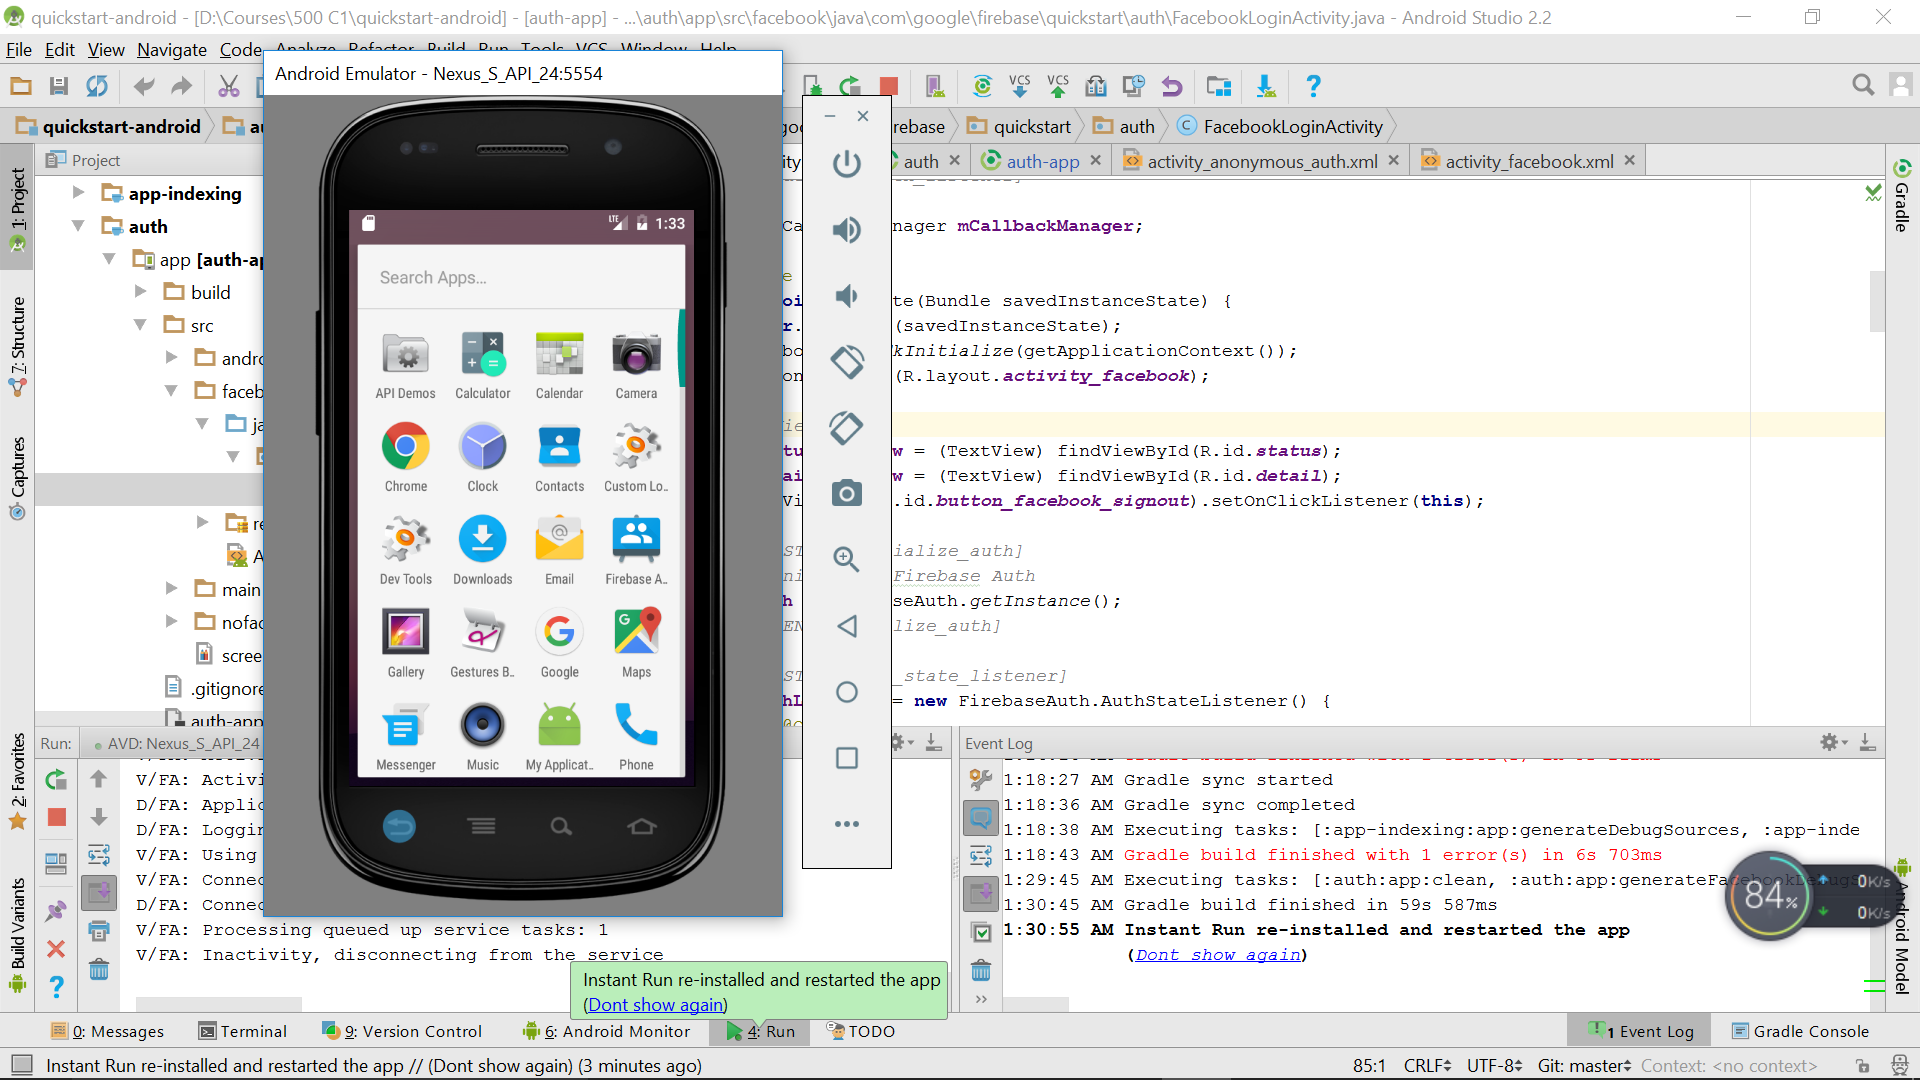 quickstart-android - [D:\Courses\500 C1\quickstart-android] - [auth-app] - ...\auth\app\src\facebook\java\com\google\firebase\quickstart\auth\FacebookLoginActivity.java - Android Studio 2.2
File Edit View Navigate Code Analyze Refactor Build Run Tools VCS Window Help
Android Emulator - Nexus_S_API_24:5554
VCS VCS
quickstart-android
rebase quickstart auth FacebookLoginActivity
Project
auth auth-app activity_anonymous_auth.xml activity_facebook.xml
1: Project
7: Structure
Captures
2: Favorites
Build Variants
Gradle
Android Model
app-indexing
auth
app [auth-ap
build
src
andro
faceb
ja
re
A
main
nofac
scree
.gitignore
auth-app
LTE 1:33
Search Apps...
API Demos Calculator Calendar Camera
Chrome Clock Contacts Custom Lo..
Dev Tools Downloads Email Firebase A..
Gallery Gestures B.. Google Maps
Messenger Music My Applicat.. Phone
nager mCallbackManager;
te(Bundle savedInstanceState) {
(savedInstanceState);
kInitialize(getApplicationContext());
(R.layout.activity_facebook);
w = (TextView) findViewById(R.id.status);
w = (TextView) findViewById(R.id.detail);
.id.button_facebook_signout).setOnClickListener(this);
ialize_auth]
Firebase Auth
seAuth.getInstance();
lize_auth]
_state_listener]
= new FirebaseAuth.AuthStateListener() {
Run: AVD: Nexus_S_API_24
V/FA: Activi
D/FA: Applic
D/FA: Loggin
V/FA: Using
V/FA: Connec
D/FA: Connec
V/FA: Processing queued up service tasks: 1
V/FA: Inactivity, disconnecting from the service
Instant Run re-installed and restarted the app
(Dont show again)
Event Log
1:18:27 AM Gradle sync started
1:18:36 AM Gradle sync completed
1:18:38 AM Executing tasks: [:app-indexing:app:generateDebugSources, :app-inde
1:18:43 AM Gradle build finished with 1 error(s) in 6s 703ms
1:29:45 AM Executing tasks: [:auth:app:clean, :auth:app:generateFacebookDebugS
1:30:45 AM Gradle build finished in 59s 587ms
1:30:55 AM Instant Run re-installed and restarted the app
(Dont show again)
84%
0K/s
0K/s
0: Messages Terminal 9: Version Control 6: Android Monitor 4: Run TODO 1 Event Log Gradle Console
Instant Run re-installed and restarted the app // (Dont show again) (3 minutes ago) 85:1 CRLF UTF-8 Git: master Context: <no context>